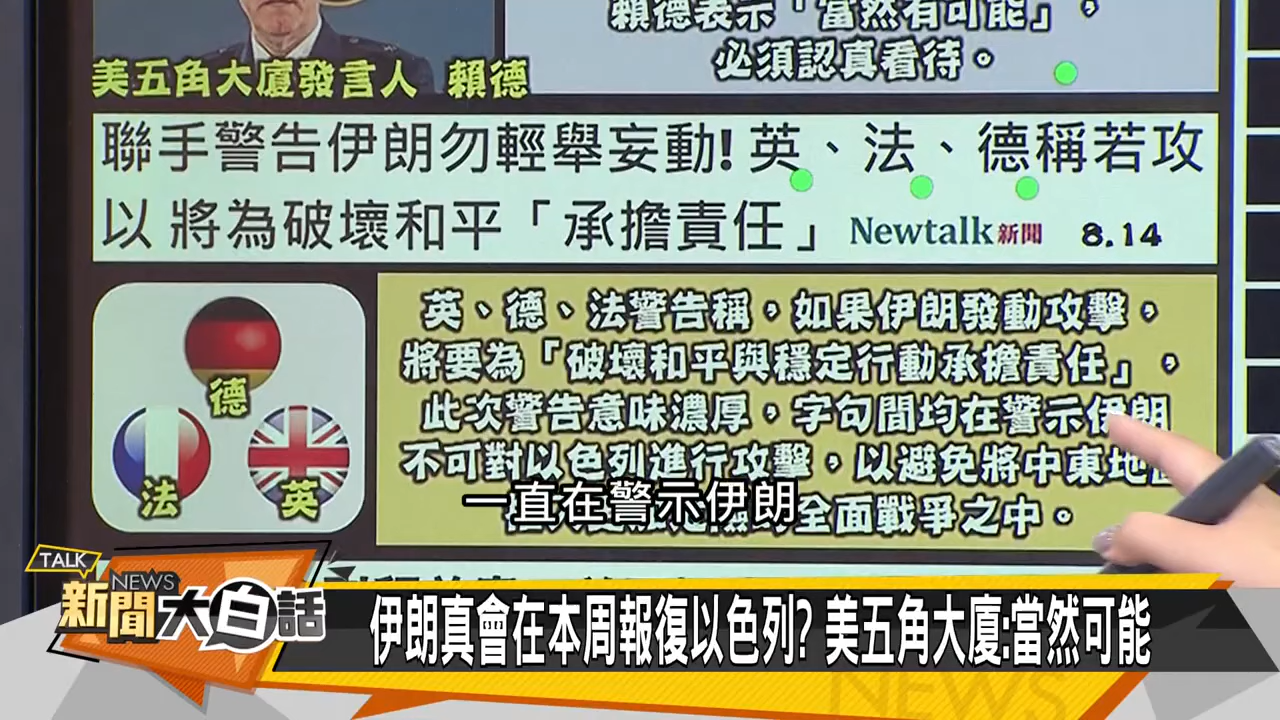 賴德表示「當然有可能」，
必須認真看待。
美五角大廈發言人 賴德
聯手警告伊朗勿輕舉妄動! 英、法、德稱若攻
以 將為破壞和平「承擔責任」 Newtalk新聞 8.14
英、德、法警告稱，如果伊朗發動攻擊，
將要為「破壞和平與穩定行動承擔責任」，
此次警告意味濃厚，字句間均在警示伊朗
不可對以色列進行攻擊，以避免將中東地
全面戰爭之中。
德
法
英
一直在警示伊朗
TALK
NEWS
新聞大白話
伊朗真會在本周報復以色列? 美五角大廈:當然可能
NEWS